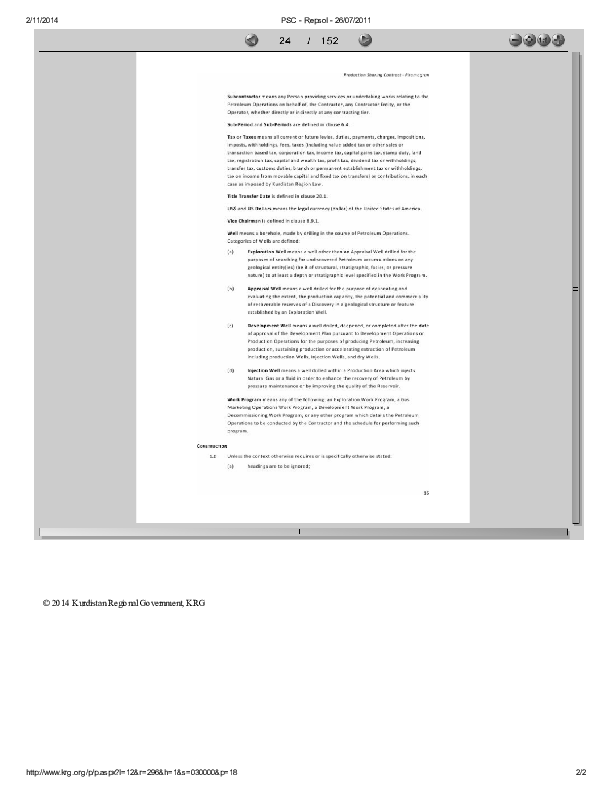 2/11/2014
PSC - Repsol - 26/07/2011
24 / 152
Production Sharing Contract - Piramagrun
Subcontractor means any Person providing services or undertaking works relating to the
Petroleum Operations on behalf of, the Contractor, any Contractor Entity, or the
Operator, whether directly or indirectly at any contracting tier.
Sub-Period and Sub-Periods are defined in clause 6.4.
Tax or Taxes means all current or future levies, duties, payments, charges, impositions,
imposts, withholdings, fees, taxes (including value added tax or other sales or
transaction based tax, corporation tax, income tax, capital gains tax, stamp duty, land
tax, registration tax, capital and wealth tax, profit tax, dividend tax or withholdings,
transfer tax, customs duties, branch or permanent establishment tax or withholdings,
tax on income from movable capital and fixed tax on transfers) or contributions, in each
case as imposed by Kurdistan Region Law.
Title Transfer Date is defined in clause 20.8.
US$ and US Dollars means the legal currency (dollar) of the United States of America.
Vice Chairman is defined in clause 8.9.1.
Well means a borehole, made by drilling in the course of Petroleum Operations.
Categories of Wells are defined:
(a) Exploration Well means a well other than an Appraisal Well drilled for the
purposes of searching for undiscovered Petroleum accumulations on any
geological entity(ies) (be it of structural, stratigraphic, facies, or pressure
nature) to at least a depth or stratigraphic level specified in the Work Program.
(b) Appraisal Well means a well drilled for the purpose of delineating and
evaluating the extent, the production capacity, the potential and commerciality
of recoverable reserves of a Discovery in a geological structure or feature
established by an Exploration Well.
(c) Development Well means a well drilled, deepened, or completed after the date
of approval of the Development Plan pursuant to Development Operations or
Production Operations for the purposes of producing Petroleum, increasing
production, sustaining production or accelerating extraction of Petroleum
including production Wells, injection Wells, and dry Wells.
(d) Injection Well means a well drilled within a Production Area which injects
Natural Gas or a fluid in order to enhance the recovery of Petroleum by
pressure maintenance or by improving the quality of the Reservoir.
Work Program means any of the following: an Exploration Work Program, a Gas
Marketing Operations Work Program, a Development Work Program, a
Decommissioning Work Program, or any other program which details the Petroleum
Operations to be conducted by the Contractor and the schedule for performing such
program.
CONSTRUCTION
1.2 Unless the context otherwise requires or is specifically otherwise stated:
(a) headings are to be ignored;
© 2014 Kurdistan Regional Government, KRG
http://www.krg.org/p/p.aspx?l=12&r=296&h=1&s=030000&p=18
2/2